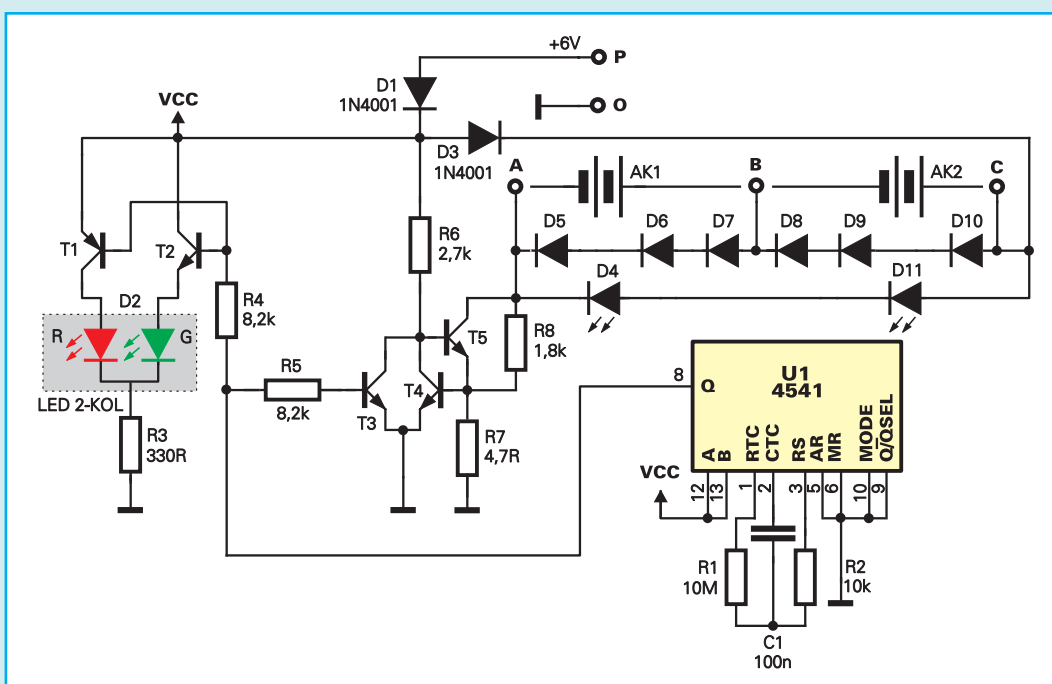 +6V
P
D1
1N4001
O
VCC
D3
1N4001
A
AK1
B
AK2
C
D5
D6
D7
D8
D9
D10
T1
T2
R6
2,7k
D4
D11
D2
R4
8,2k
R
G
T5
R8
1,8k
LED 2-KOL
R5
8,2k
T3
T4
R3
330R
R7
4,7R
8
Q
U1
4541
A
B
RTC
CTC
RS
AR
MR
MODE
Q/Q̅SEL
VCC
12
13
1
2
3
5
6
10
9
R1
10M
R2
10k
C1
100n